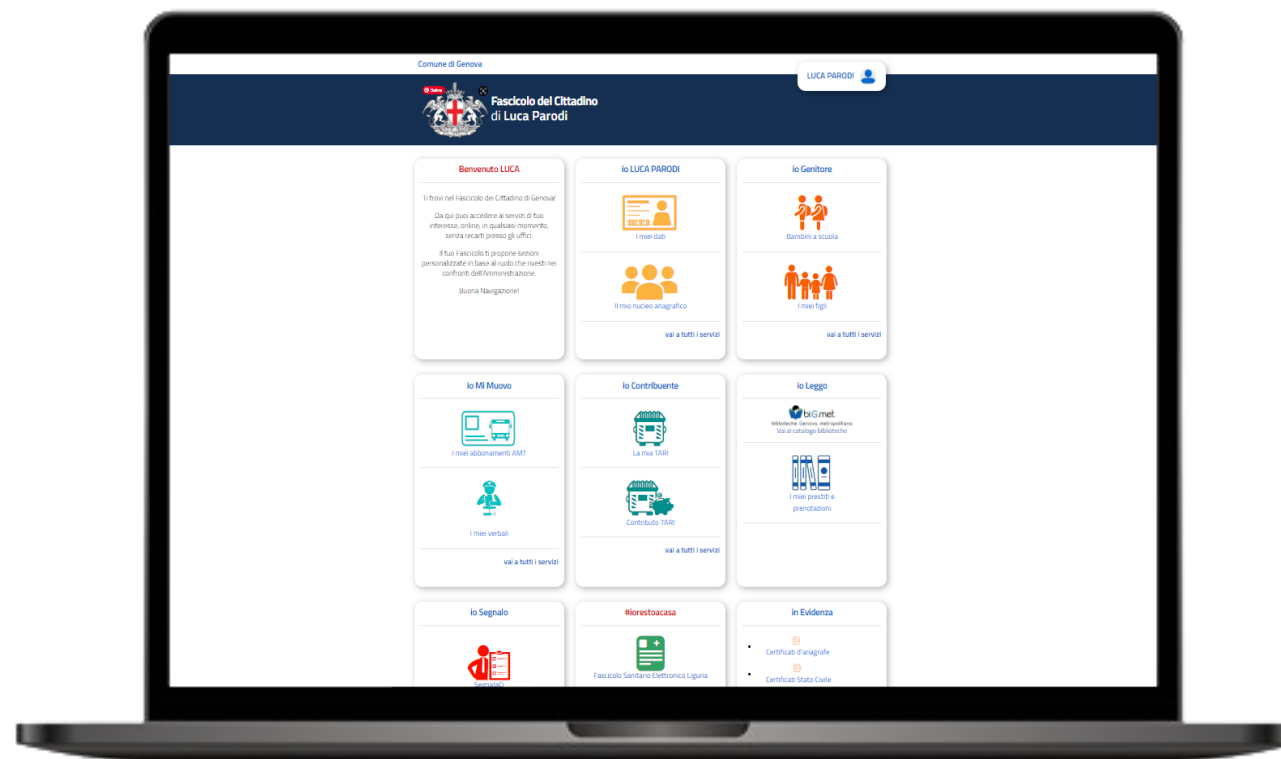 Comune di Genova
LUCA PARODI
Salva
Fascicolo del Cittadino
di Luca Parodi
Benvenuto LUCA
Ti trovi nel Fascicolo del Cittadino di Genova!
Da qui puoi accedere ai servizi di tuo
interesse, online, in qualsiasi momento,
senza recarti presso gli uffici.
Il tuo Fascicolo ti propone sezioni
personalizzate in base al ruolo che rivesti nei
confronti dell'Amministrazione.
Buona Navigazione!
io LUCA PARODI
I miei dati
Il mio nucleo anagrafico
vai a tutti i servizi
io Genitore
Bambini a scuola
I miei figli
vai a tutti i servizi
io Mi Muovo
I miei abbonamenti AMT
I miei verbali
vai a tutti i servizi
io Contribuente
La mia TARI
Contributo TARI
vai a tutti i servizi
io Leggo
biGmet
biblioteche Genova metropolitana
Vai al catalogo biblioteche
I miei prestiti e
prenotazioni
io Segnalo
SegnalaCi
#iorestoacasa
Fascicolo Sanitario Elettronico Liguria
in Evidenza
Certificati d'anagrafe
Certificati Stato Civile